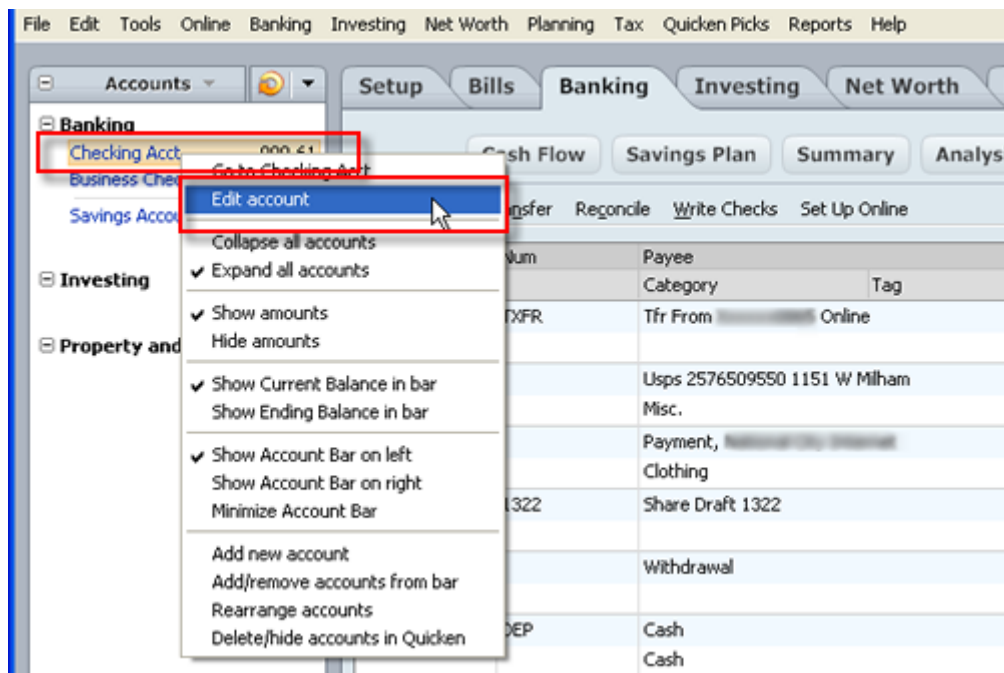 File Edit Tools Online Banking Investing Net Worth Planning Tax Quicken Picks Reports Help
Accounts
Setup Bills Banking Investing Net Worth
Banking
Checking Acct
Business Chec
Savings Accou
Investing
Property and
Cash Flow Savings Plan Summary Analys
nsfer Reconcile Write Checks Set Up Online
Go to Checking Acct
Edit account
Collapse all accounts
Expand all accounts
Show amounts
Hide amounts
Show Current Balance in bar
Show Ending Balance in bar
Show Account Bar on left
Show Account Bar on right
Minimize Account Bar
Add new account
Add/remove accounts from bar
Rearrange accounts
Delete/hide accounts in Quicken
Num Payee
Category Tag
TXFR Tfr From Online
Usps 2576509550 1151 W Milham
Misc.
Payment,
Clothing
1322 Share Draft 1322
Withdrawal
DEP Cash
Cash